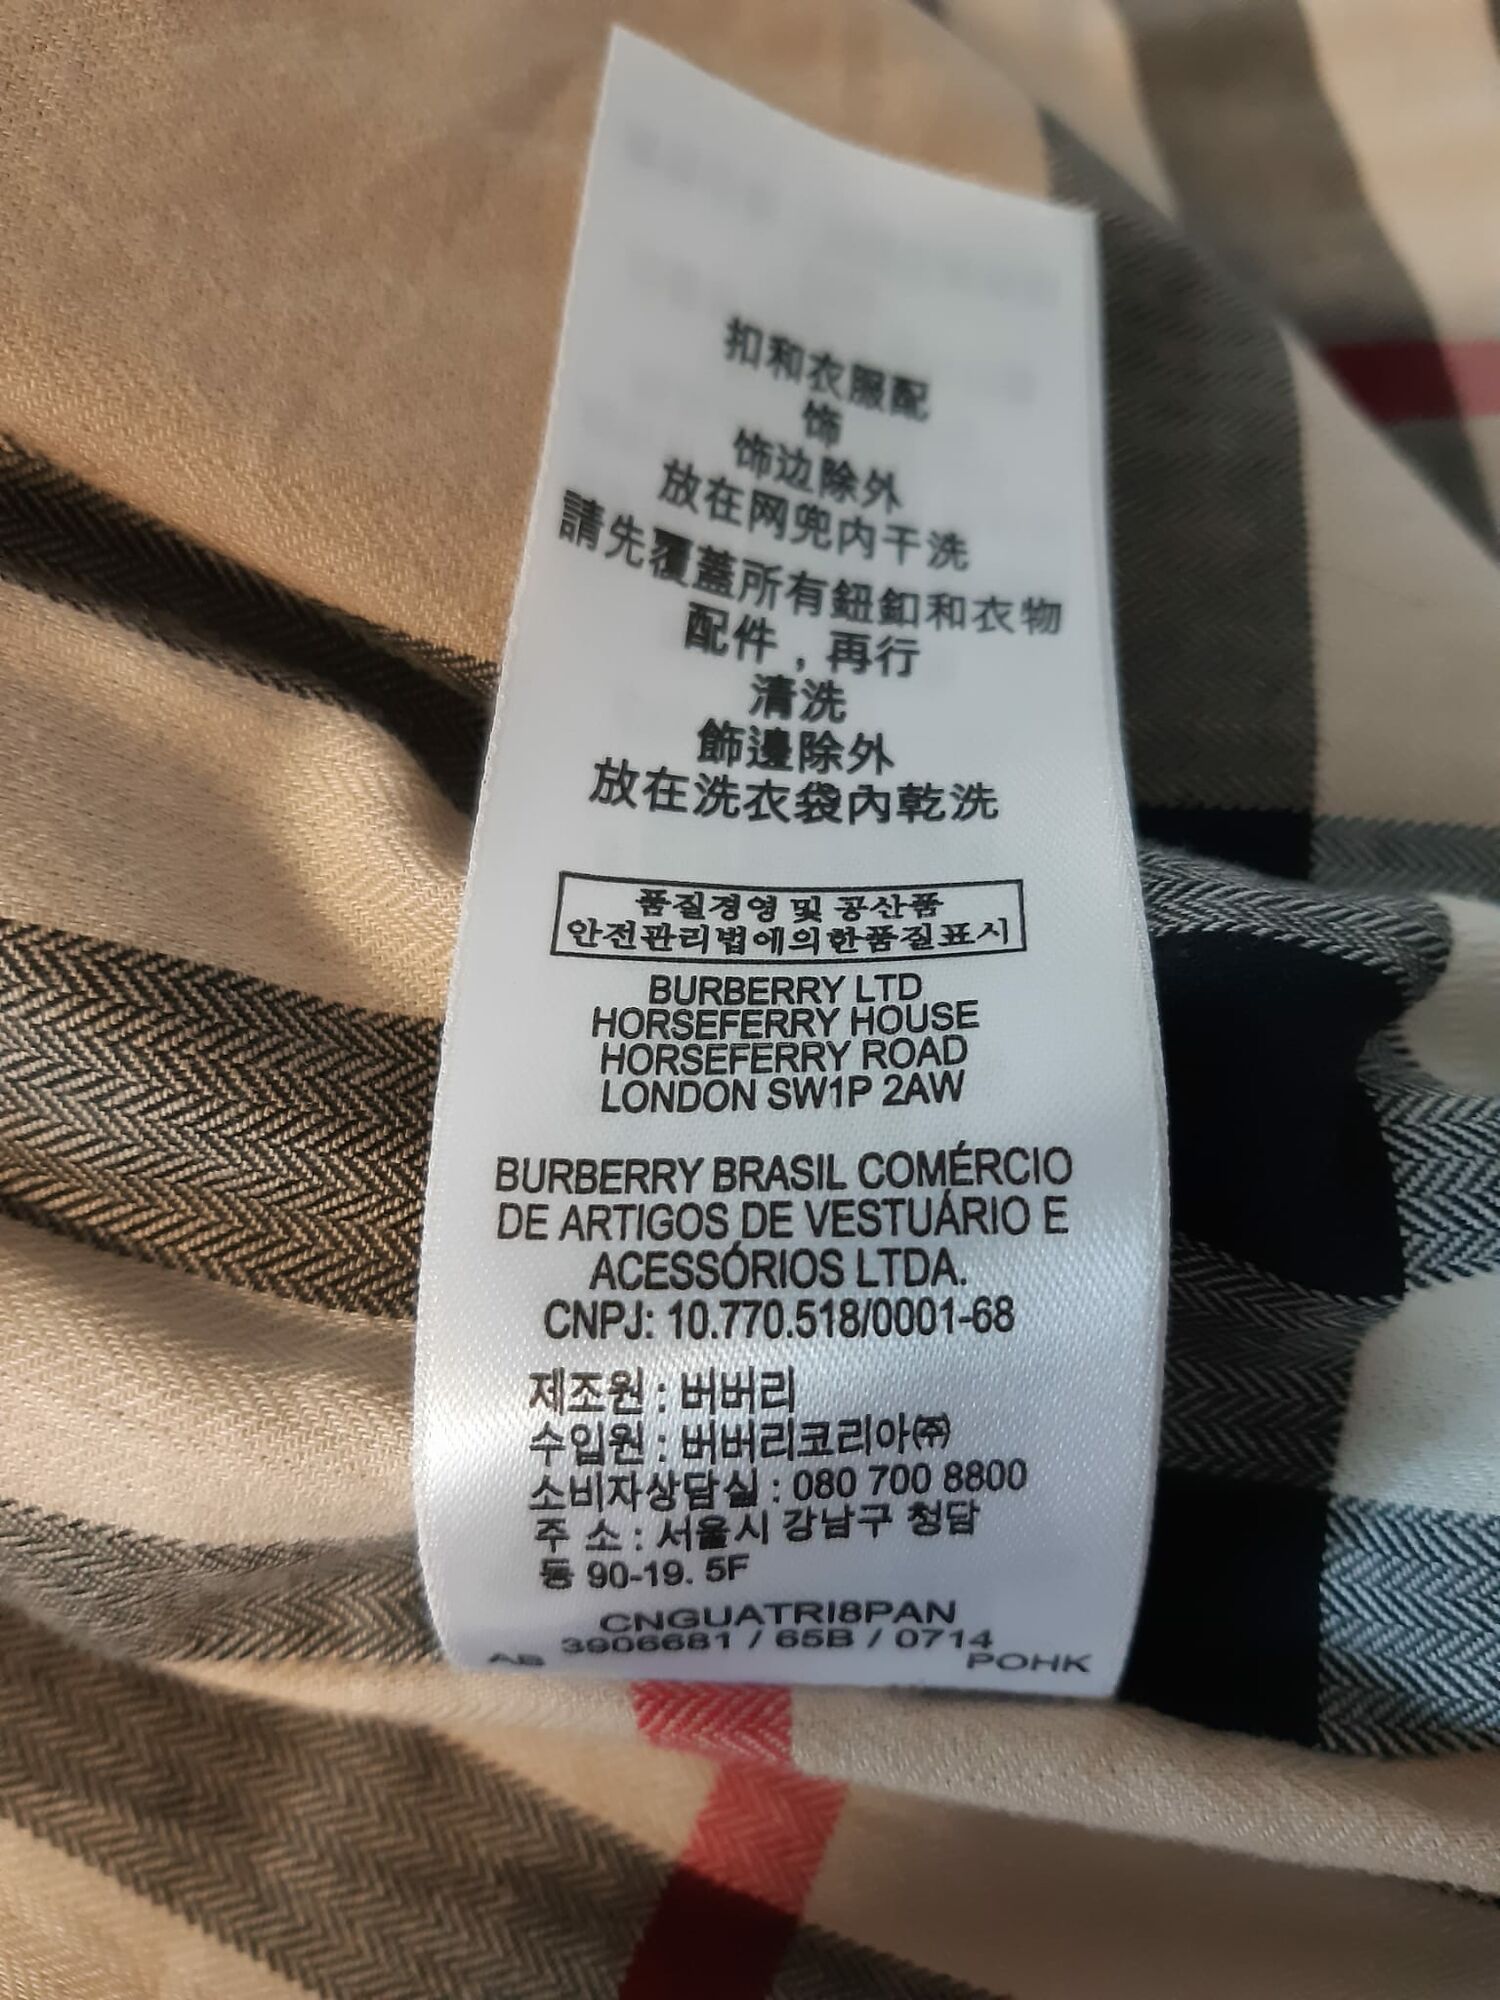 扣和衣服配
饰
饰边除外
放在网兜内干洗
請先覆蓋所有鈕釦和衣物
配件，再行
清洗
飾邊除外
放在洗衣袋內乾洗
품질경영 및 공산품
안전관리법에의한품질표시
BURBERRY LTD
HORSEFERRY HOUSE
HORSEFERRY ROAD
LONDON SW1P 2AW
BURBERRY BRASIL COMÉRCIO
DE ARTIGOS DE VESTUÁRIO E
ACESSÓRIOS LTDA.
CNPJ: 10.770.518/0001-68
제조원 : 버버리
수입원 : 버버리코리아㈜
소비자상담실 : 080 700 8800
주 소 : 서울시 강남구 청담
동 90-19. 5F
CNGUATRI8PAN
3906681 / 65B / 0714
AB POHK